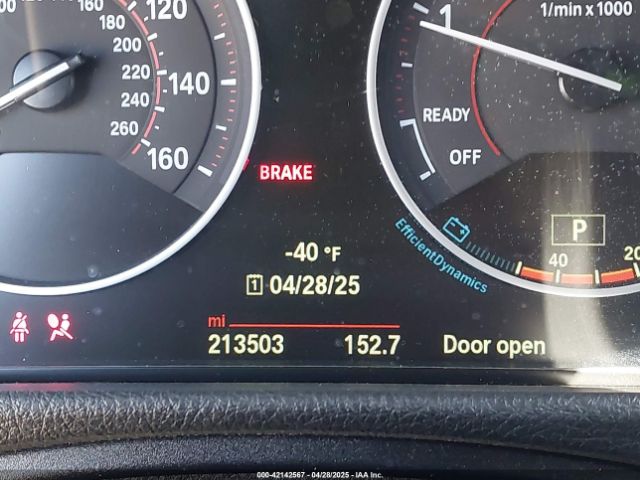 160
180
200
220
240
260
120
140
160
BRAKE
1
1/min x 1000
READY
OFF
EfficientDynamics
P
40
20
-40 °F
1 04/28/25
mi
213503 152.7
Door open
000-42142567 - 04/28/2025 - IAA Inc.